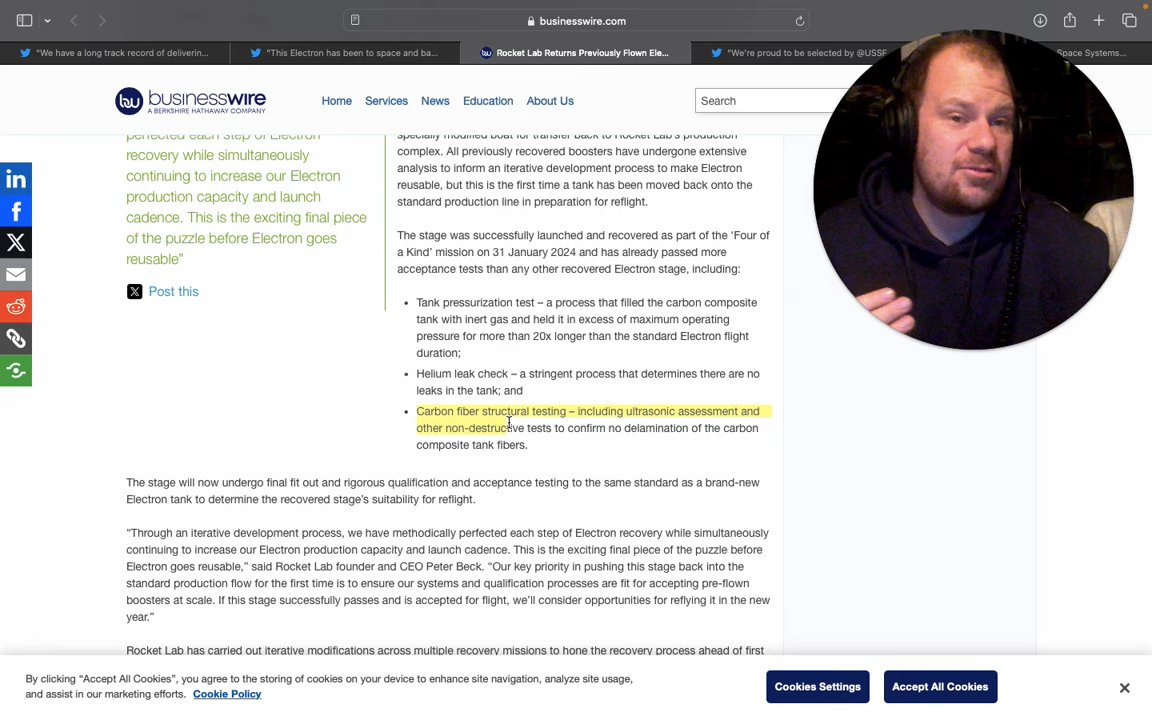 businesswire.com
"We have a long track record of deliverin...
"This Electron has been to space and ba...
Rocket Lab Returns Previously Flown Ele...
"We're proud to be selected by @USSF
Space Systems...
bw businesswire
A BERKSHIRE HATHAWAY COMPANY
Home Services News Education About Us
Search
perfected each step of Electron
recovery while simultaneously
continuing to increase our Electron
production capacity and launch
cadence. This is the exciting final piece
of the puzzle before Electron goes
reusable”
Post this
specially modified boat for transfer back to Rocket Lab's production
complex. All previously recovered boosters have undergone extensive
analysis to inform an iterative development process to make Electron
reusable, but this is the first time a tank has been moved back onto the
standard production line in preparation for reflight.
The stage was successfully launched and recovered as part of the ‘Four of
a Kind’ mission on 31 January 2024 and has already passed more
acceptance tests than any other recovered Electron stage, including:
• Tank pressurization test – a process that filled the carbon composite
tank with inert gas and held it in excess of maximum operating
pressure for more than 20x longer than the standard Electron flight
duration;
• Helium leak check – a stringent process that determines there are no
leaks in the tank; and
• Carbon fiber structural testing – including ultrasonic assessment and
other non-destructive tests to confirm no delamination of the carbon
composite tank fibers.
The stage will now undergo final fit out and rigorous qualification and acceptance testing to the same standard as a brand-new
Electron tank to determine the recovered stage's suitability for reflight.
“Through an iterative development process, we have methodically perfected each step of Electron recovery while simultaneously
continuing to increase our Electron production capacity and launch cadence. This is the exciting final piece of the puzzle before
Electron goes reusable,” said Rocket Lab founder and CEO Peter Beck. “Our key priority in pushing this stage back into the
standard production flow for the first time is to ensure our systems and qualification processes are fit for accepting pre-flown
boosters at scale. If this stage successfully passes and is accepted for flight, we'll consider opportunities for reflying it in the new
year.”
Rocket Lab has carried out iterative modifications across multiple recovery missions to hone the recovery process ahead of first
By clicking “Accept All Cookies”, you agree to the storing of cookies on your device to enhance site navigation, analyze site usage,
and assist in our marketing efforts. Cookie Policy
Cookies Settings
Accept All Cookies